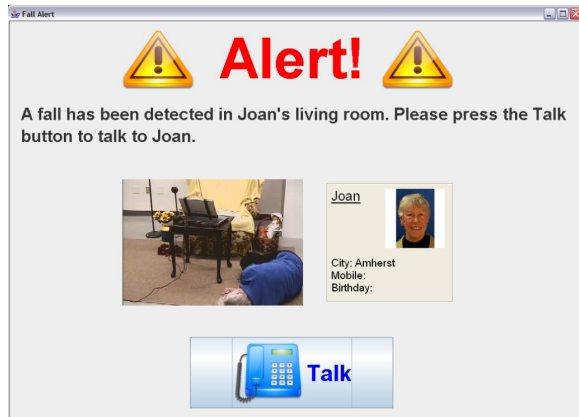 Fall Alert
Alert!
A fall has been detected in Joan's living room. Please press the Talk
button to talk to Joan.
Joan
City: Amherst
Mobile:
Birthday:
Talk